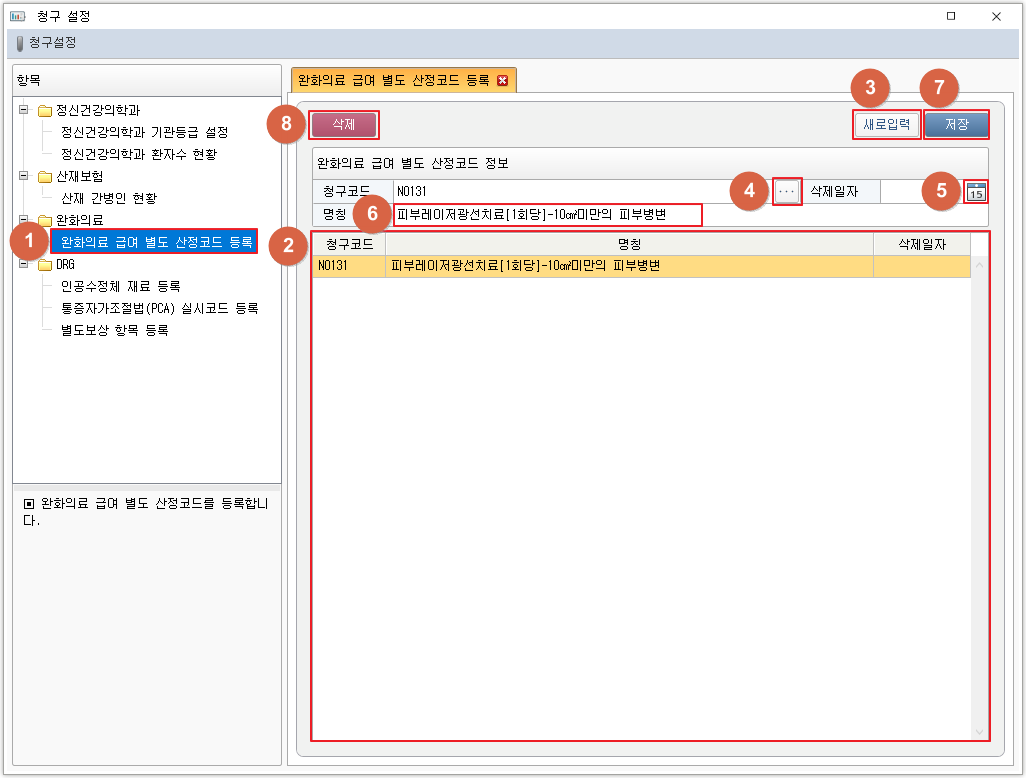 청구 설정
청구설정
항목
정신건강의학과
정신건강의학과 기관등급 설정
정신건강의학과 환자수 현황
산재보험
산재 간병인 현황
완화의료
1 완화의료 급여 별도 산정코드 등록
DRG
인공수정체 재료 등록
통증자가조절법(PCA) 실시코드 등록
별도보상 항목 등록
완화의료 급여 별도 산정코드를 등록합니
다.
완화의료 급여 별도 산정코드 등록
3 7
8 삭제 새로입력 저장
완화의료 급여 별도 산정코드 정보
청구코드 N0131 4 ... 삭제일자 5 15
명칭 6 피부레이저광선치료[1회당]-10㎠미만의 피부병변
2 청구코드 명칭 삭제일자
N0131 피부레이저광선치료[1회당]-10㎠미만의 피부병변